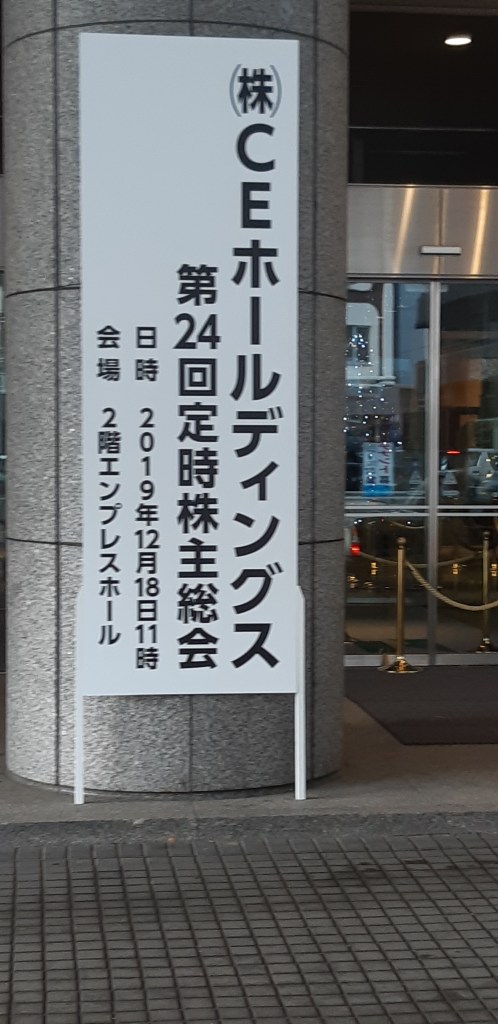 ㈱CEホールディングス
第24回定時株主総会
日時 2019年12月18日11時
会場 2階エンプレスホール